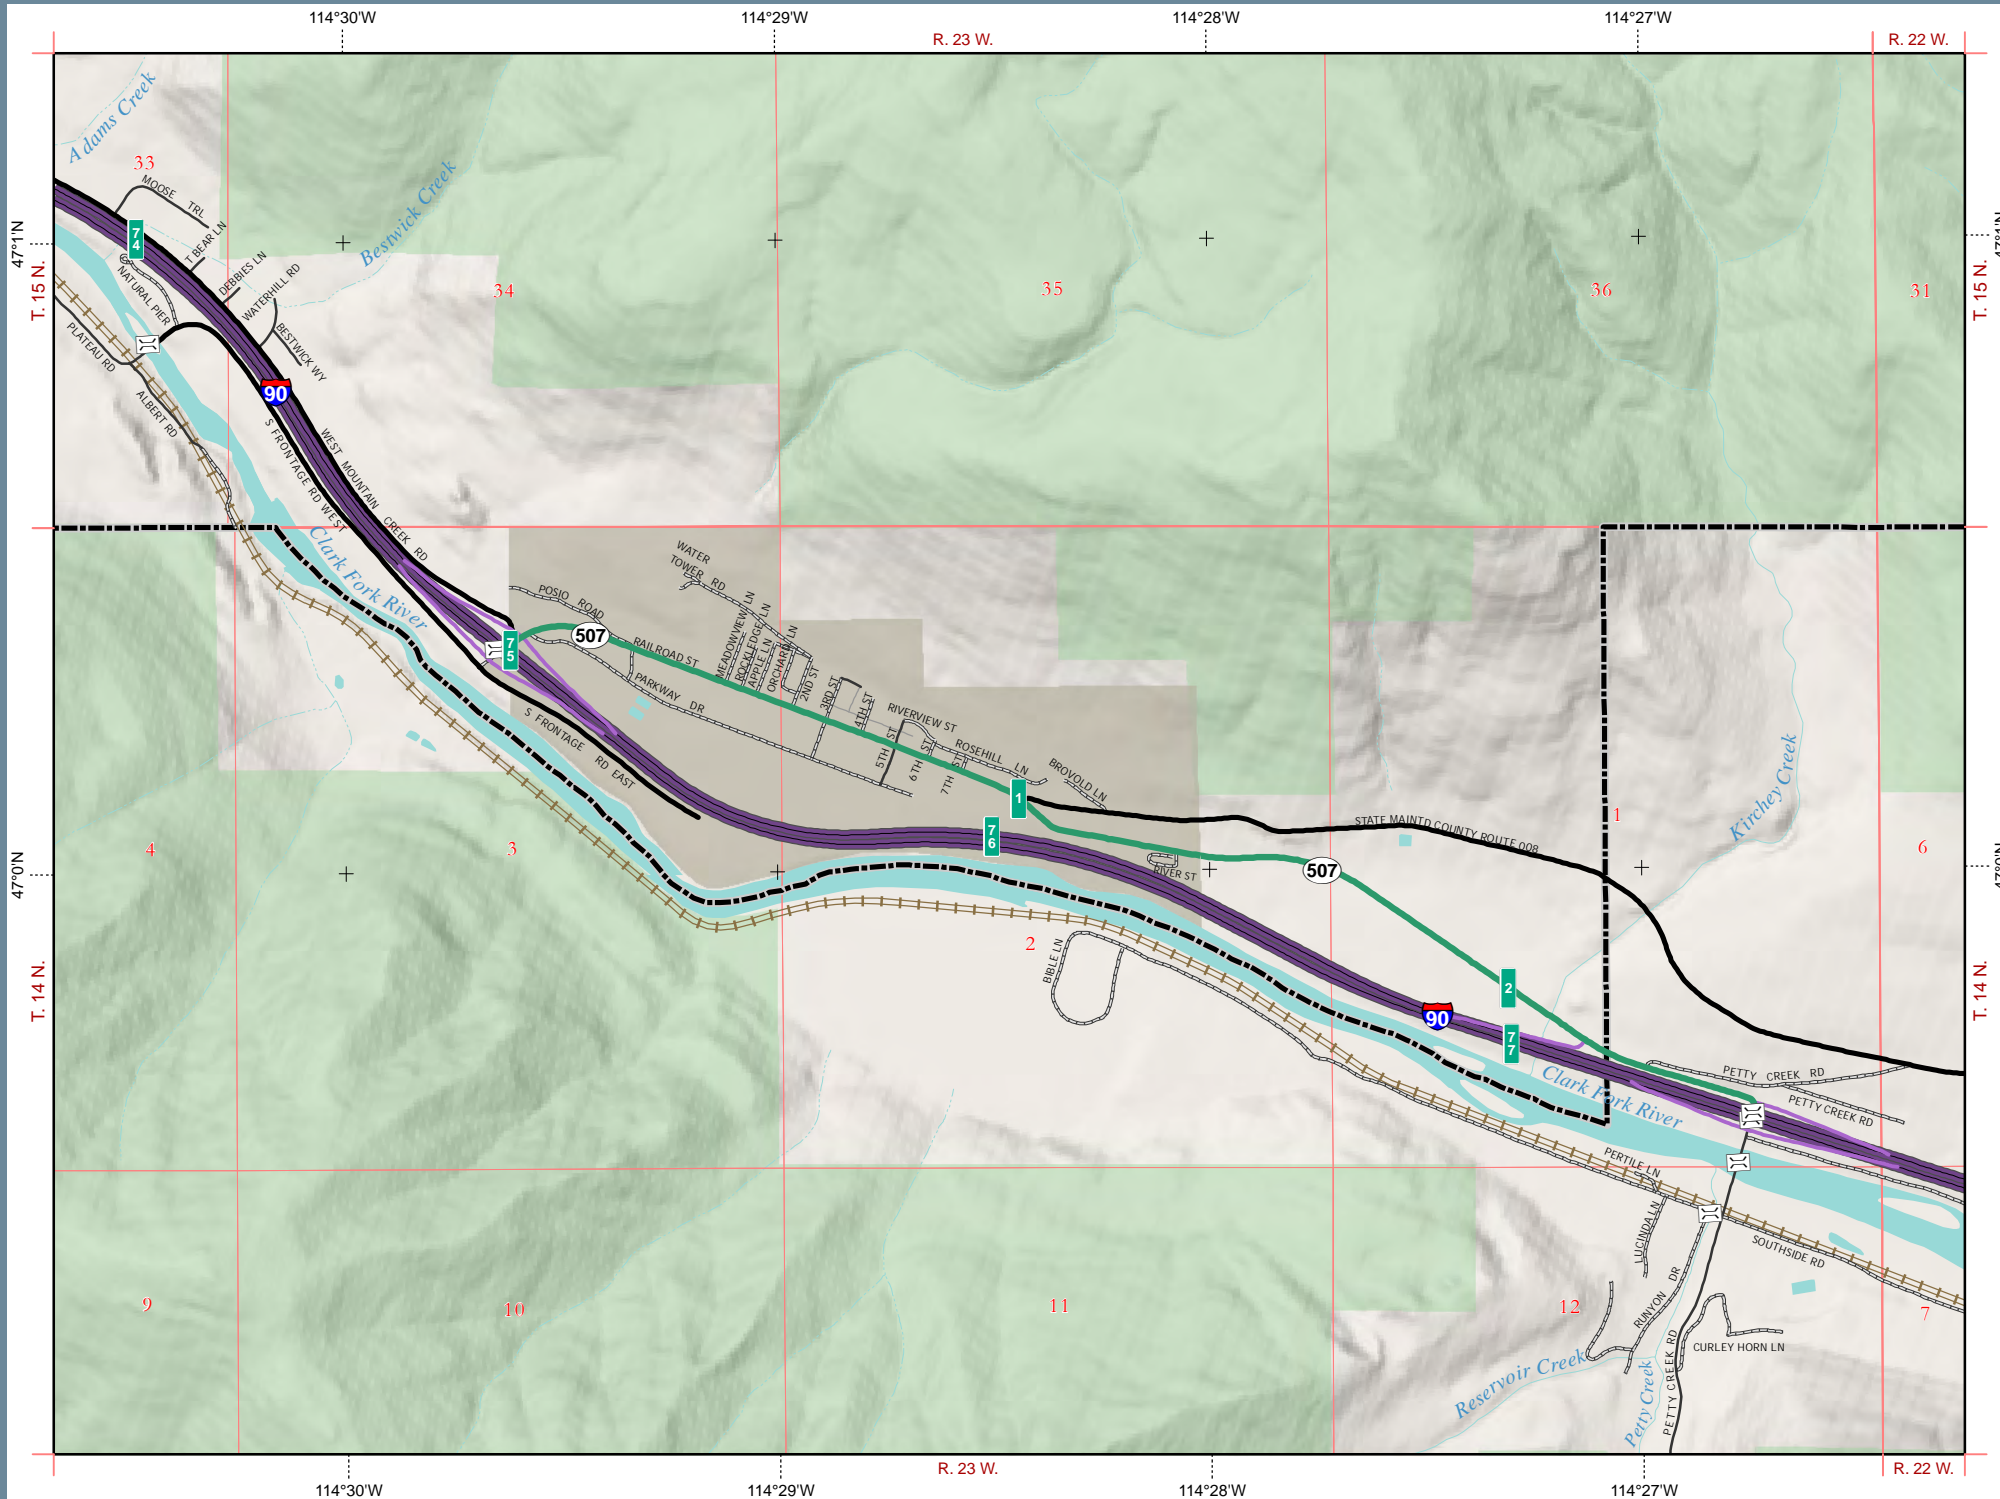 114°30'W
114°29'W
114°28'W
114°27'W
R. 23 W.
R. 22 W.
47°1'N
T. 15 N.
T. 15 N.
47°0'N
T. 14 N.
T. 14 N.
Adams Creek
33
MOOSE TRL
74
T BEAR LN
Bestwick Creek
DEBBIES LN
WATERHILL RD
NATURAL PIER
BESTWICK WY
PLATEAU RD
ALBERT RD
90
34
35
36
31
S FRONTAGE RD WEST
WEST MOUNTAIN CREEK RD
Clark Fork River
WATER
TOWER RD
POSIO ROAD
507
75
RAILROAD ST
MEADOWVIEW LN
ROCKLEDGE LN
APPLE LN
ORCHARD LN
2ND ST
3RD ST
4TH ST
RIVERVIEW ST
PARKWAY DR
5TH ST
6TH ST
7TH ST
ROSEHILL LN
BROVOLD LN
S FRONTAGE
RD EAST
1
76
STATE MAINTD COUNTY ROUTE 008
1
Kirchey Creek
4
3
6
RIVER ST
507
2
BIBLE LN
2
90
77
Clark Fork River
PETTY CREEK RD
PETTY CREEK RD
PERTILE LN
LUCINDA LN
SOUTHSIDE RD
RUNYON DR
9
10
11
12
7
CURLEY HORN LN
Reservoir Creek
Petty Creek
PETTY CREEK RD
R. 23 W.
R. 22 W.
114°30'W
114°29'W
114°28'W
114°27'W